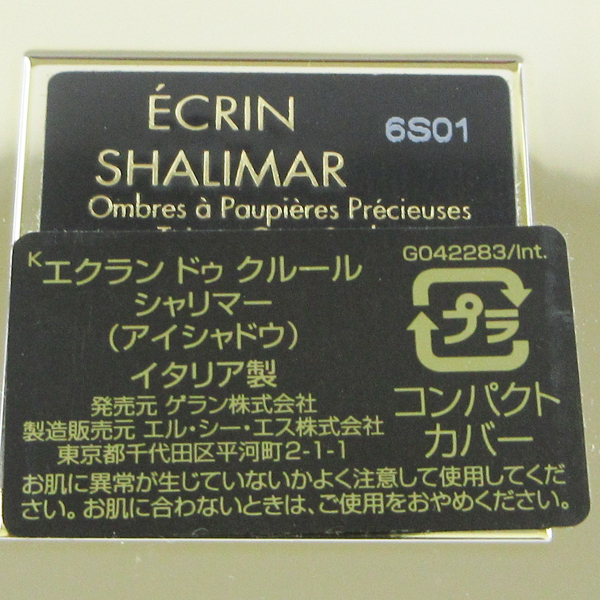 ÉCRIN
6S01
SHALIMAR
Ombres à Paupières Précieuses
G042283/Int.
K エクラン ドゥ クルール
シャリマー
(アイシャドウ)
イタリア製
発売元 ゲラン株式会社
製造販売元 エル・シー・エス株式会社
東京都千代田区平河町2-1-1
プラ
コンパクト
カバー
お肌に異常が生じていないかよく注意して使用してくだ
さい。お肌に合わないときは、ご使用をおやめください。